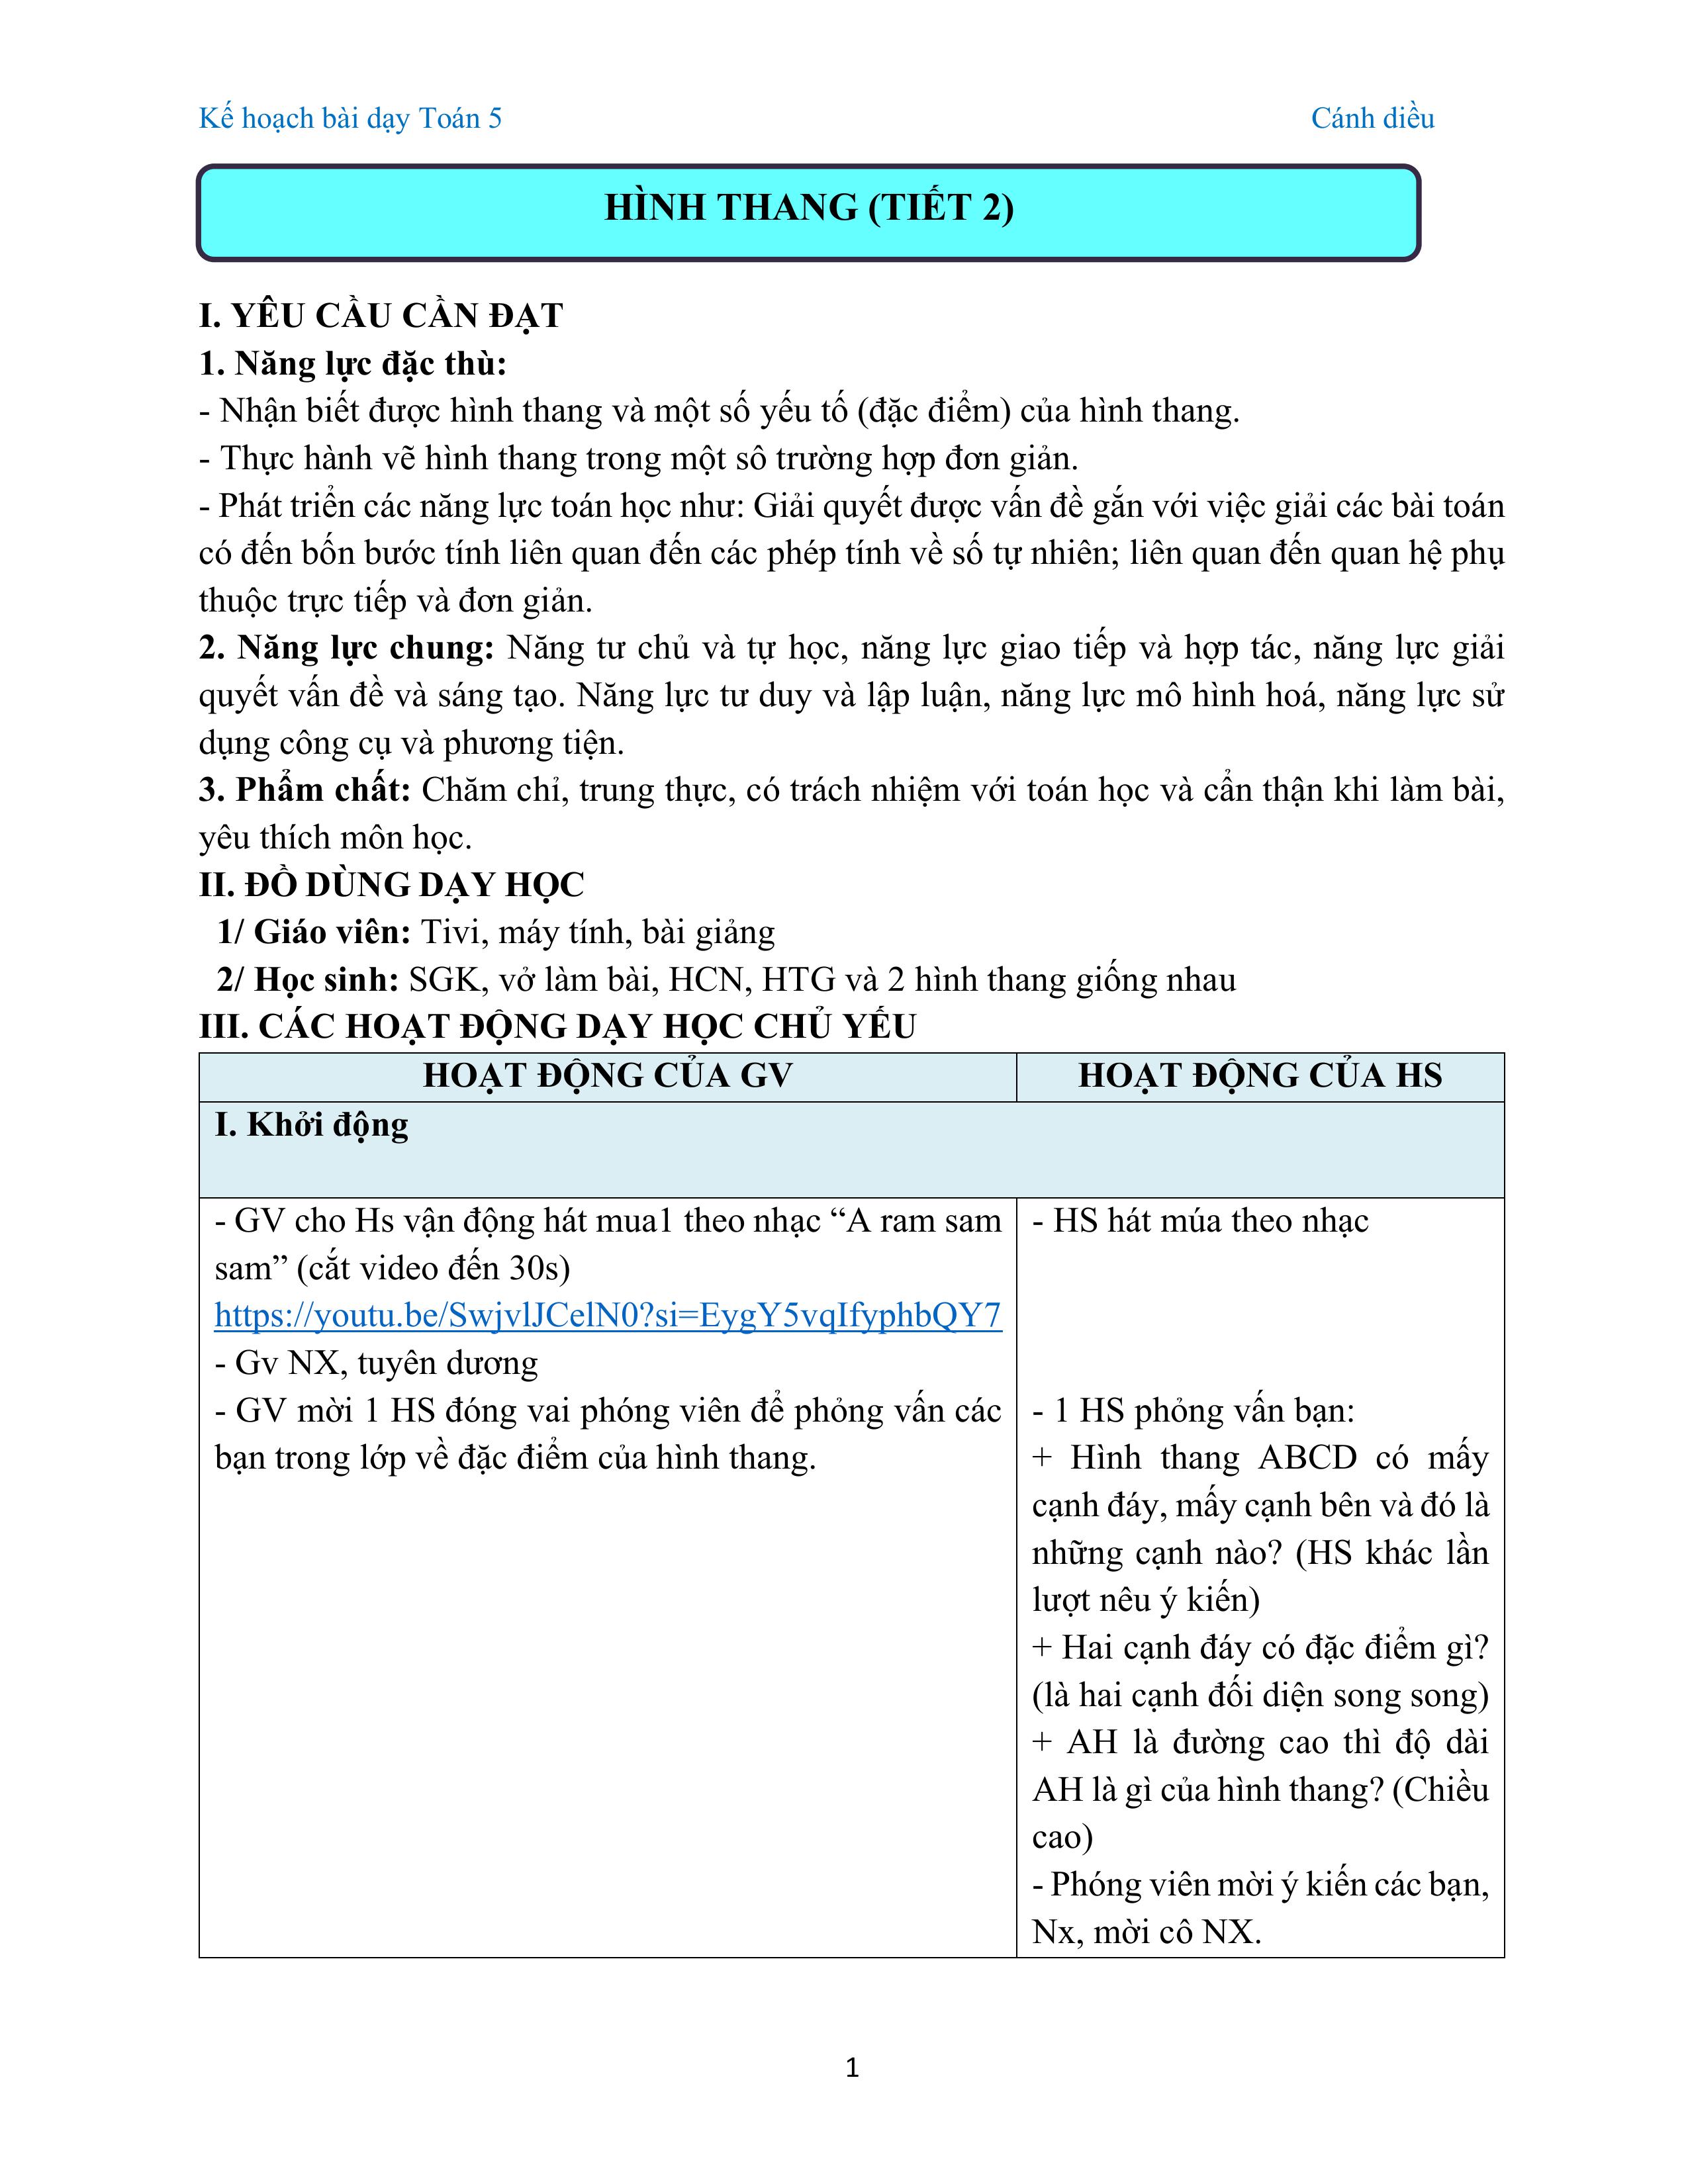 Kế hoạch bài dạy Toán 5 Cánh diều
HÌNH THANG (TIẾT 2)
I. YÊU CẦU CẦN ĐẠT
1. Năng lực đặc thù:
- Nhận biết được hình thang và một số yếu tố (đặc điểm) của hình thang.
- Thực hành vẽ hình thang trong một sô trường hợp đơn giản.
- Phát triển các năng lực toán học như: Giải quyết được vấn đề gắn với việc giải các bài toán
có đến bốn bước tính liên quan đến các phép tính về số tự nhiên; liên quan đến quan hệ phụ
thuộc trực tiếp và đơn giản.
2. Năng lực chung: Năng tư chủ và tự học, năng lực giao tiếp và hợp tác, năng lực giải
quyết vấn đề và sáng tạo. Năng lực tư duy và lập luận, năng lực mô hình hoá, năng lực sử
dụng công cụ và phương tiện.
3. Phẩm chất: Chăm chỉ, trung thực, có trách nhiệm với toán học và cẩn thận khi làm bài,
yêu thích môn học.
II. ĐỒ DÙNG DẠY HỌC
1/ Giáo viên: Tivi, máy tính, bài giảng
2/ Học sinh: SGK, vở làm bài, HCN, HTG và 2 hình thang giống nhau
III. CÁC HOẠT ĐỘNG DẠY HỌC CHỦ YẾU
HOẠT ĐỘNG CỦA GV HOẠT ĐỘNG CỦA HS
I. Khởi động
- GV cho Hs vận động hát mua1 theo nhạc “A ram sam
sam” (cắt video đến 30s)
https://youtu.be/SwjvlJCelN0?si=EygY5vqIfyphbQY7
- Gv NX, tuyên dương
- GV mời 1 HS đóng vai phóng viên để phỏng vấn các
bạn trong lớp về đặc điểm của hình thang.
- HS hát múa theo nhạc
- 1 HS phỏng vấn bạn:
+ Hình thang ABCD có mấy
cạnh đáy, mấy cạnh bên và đó là
những cạnh nào? (HS khác lần
lượt nêu ý kiến)
+ Hai cạnh đáy có đặc điểm gì?
(là hai cạnh đối diện song song)
+ AH là đường cao thì độ dài
AH là gì của hình thang? (Chiều
cao)
- Phóng viên mời ý kiến các bạn,
Nx, mời cô NX.
1